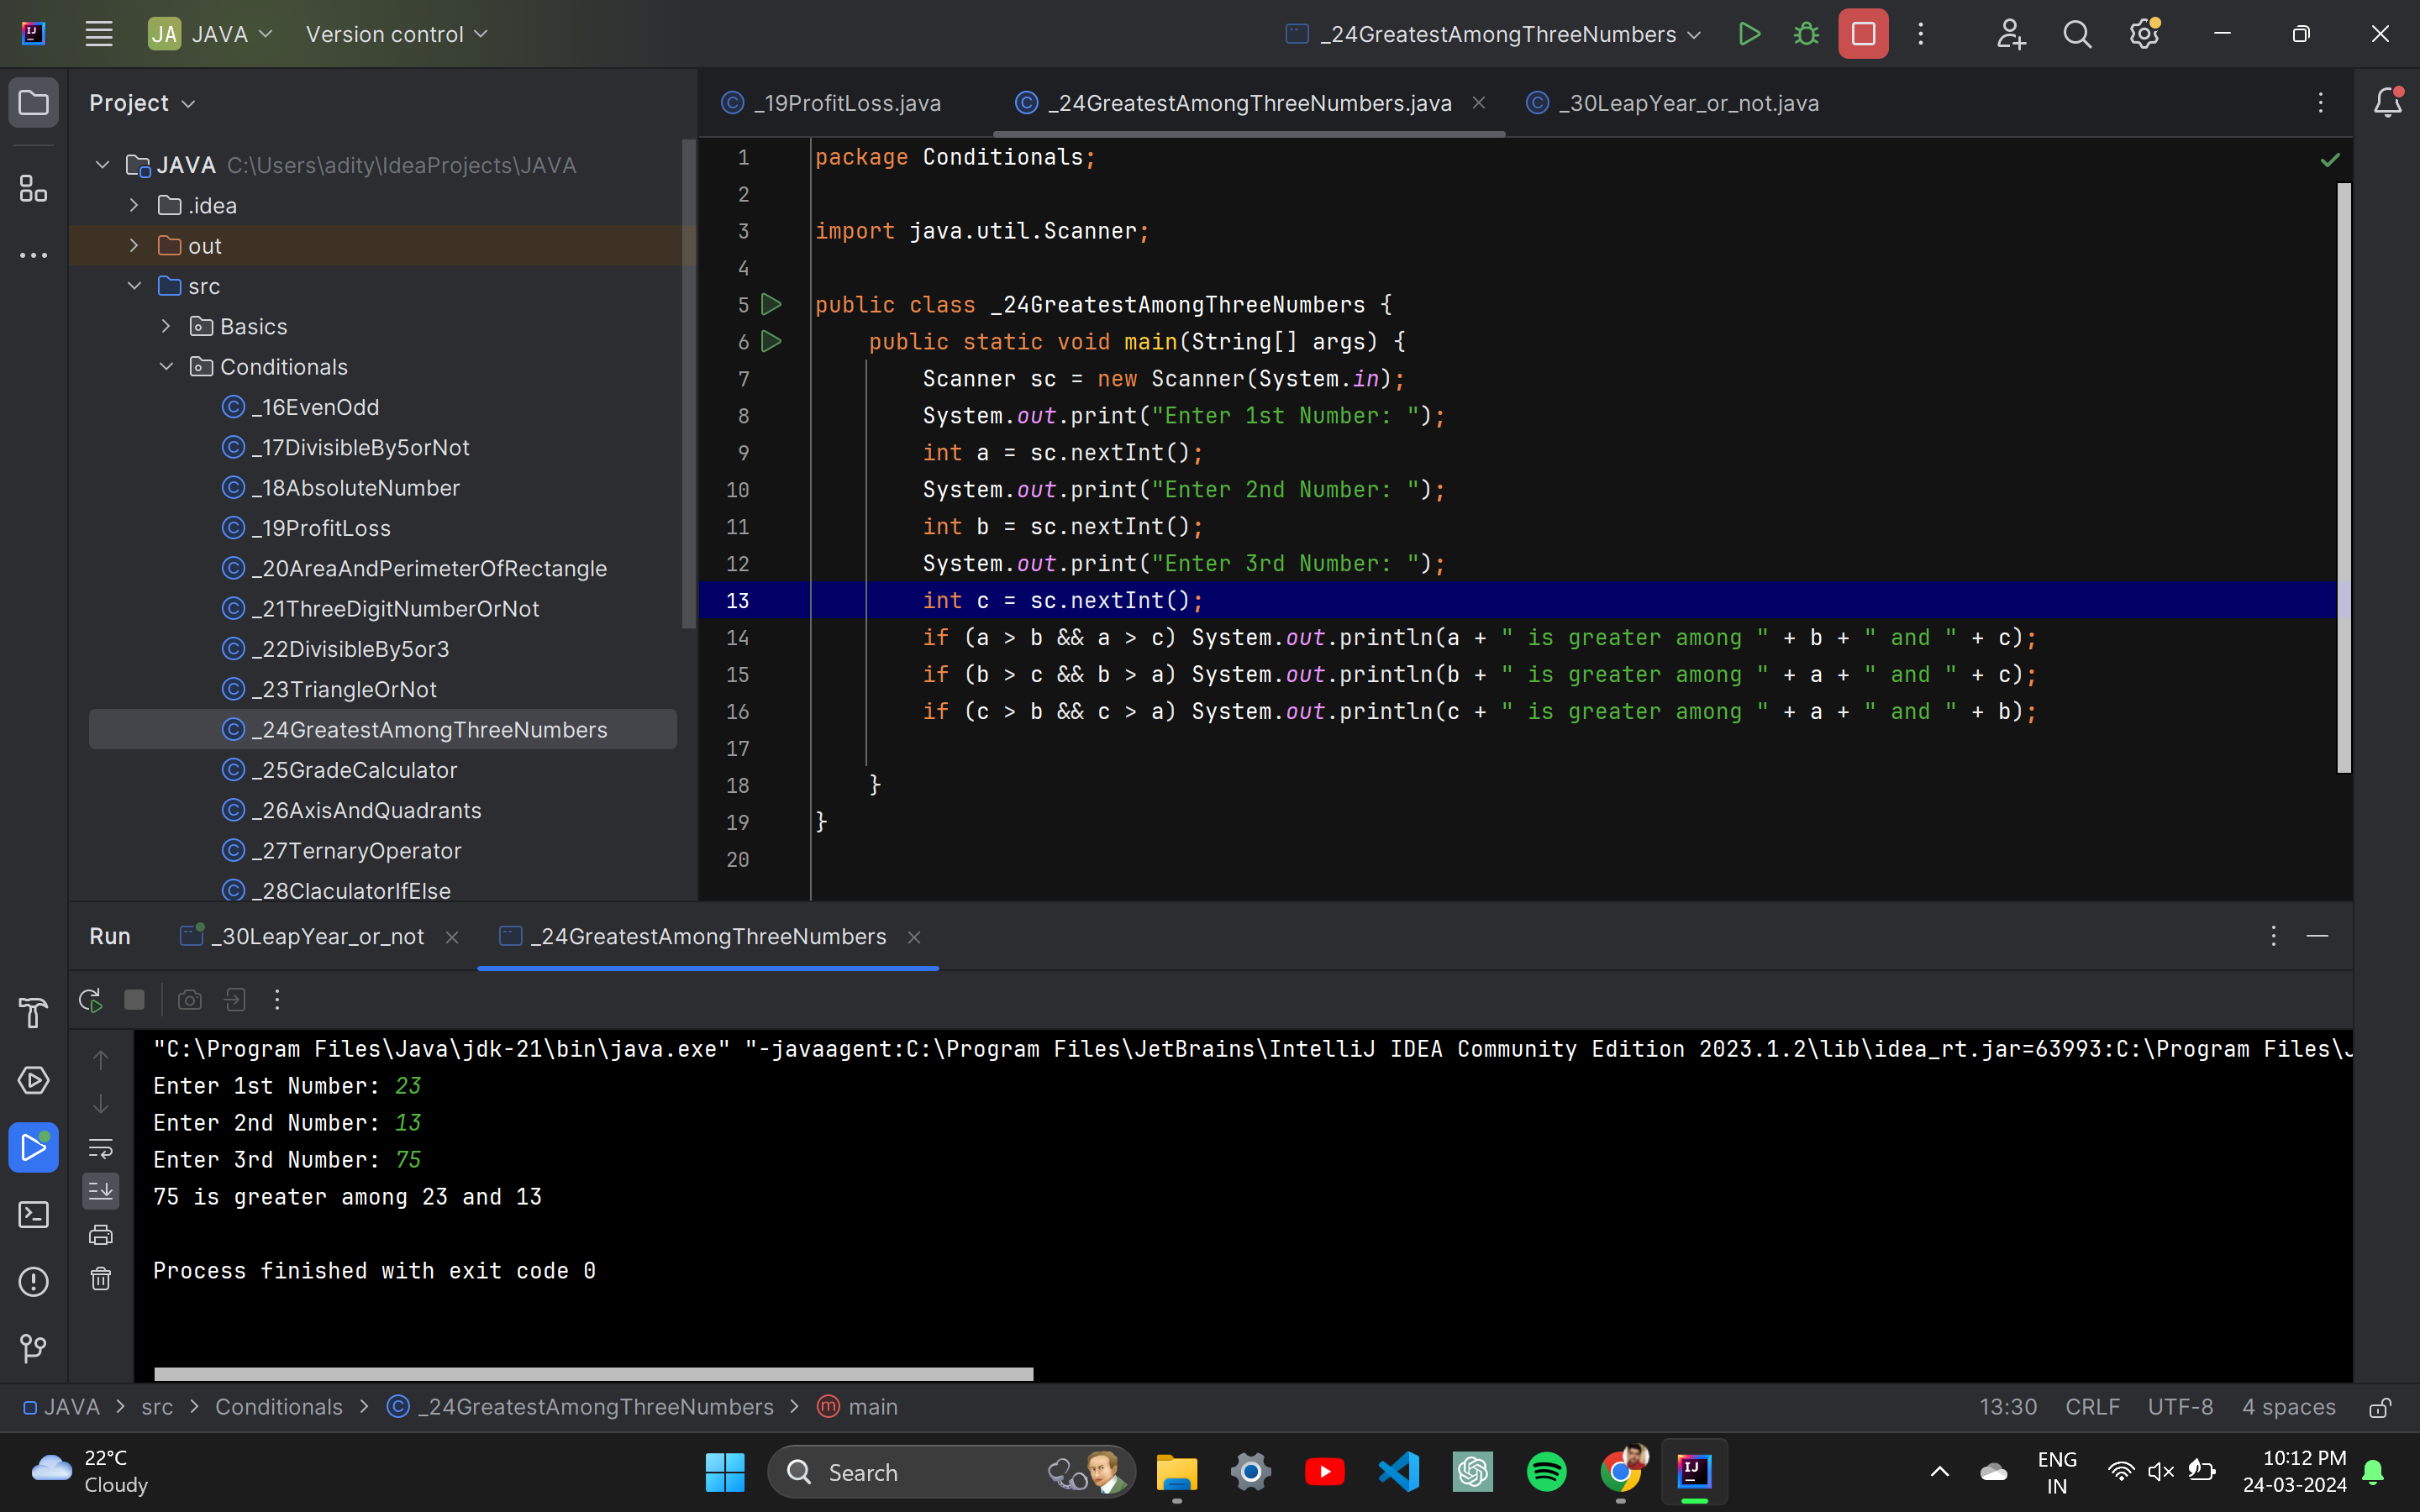 JA JAVA Version control _24GreatestAmongThreeNumbers
Project
JAVA C:\Users\adity\IdeaProjects\JAVA
.idea
out
src
Basics
Conditionals
_16EvenOdd
_17DivisibleBy5orNot
_18AbsoluteNumber
_19ProfitLoss
_20AreaAndPerimeterOfRectangle
_21ThreeDigitNumberOrNot
_22DivisibleBy5or3
_23TriangleOrNot
_24GreatestAmongThreeNumbers
_25GradeCalculator
_26AxisAndQuadrants
_27TernaryOperator
_28ClaculatorIfElse
_19ProfitLoss.java _24GreatestAmongThreeNumbers.java _30LeapYear_or_not.java
1 package Conditionals;
2
3 import java.util.Scanner;
4
5 public class _24GreatestAmongThreeNumbers {
6 public static void main(String[] args) {
7 Scanner sc = new Scanner(System.in);
8 System.out.print("Enter 1st Number: ");
9 int a = sc.nextInt();
10 System.out.print("Enter 2nd Number: ");
11 int b = sc.nextInt();
12 System.out.print("Enter 3rd Number: ");
13 int c = sc.nextInt();
14 if (a > b && a > c) System.out.println(a + " is greater among " + b + " and " + c);
15 if (b > c && b > a) System.out.println(b + " is greater among " + a + " and " + c);
16 if (c > b && c > a) System.out.println(c + " is greater among " + a + " and " + b);
17
18 }
19 }
20
Run _30LeapYear_or_not _24GreatestAmongThreeNumbers
"C:\Program Files\Java\jdk-21\bin\java.exe" "-javaagent:C:\Program Files\JetBrains\IntelliJ IDEA Community Edition 2023.1.2\lib\idea_rt.jar=63993:C:\Program Files\J
Enter 1st Number: 23
Enter 2nd Number: 13
Enter 3rd Number: 75
75 is greater among 23 and 13
Process finished with exit code 0
JAVA > src > Conditionals > _24GreatestAmongThreeNumbers > main 13:30 CRLF UTF-8 4 spaces
22°C
Cloudy
Search
ENG
IN
10:12 PM
24-03-2024